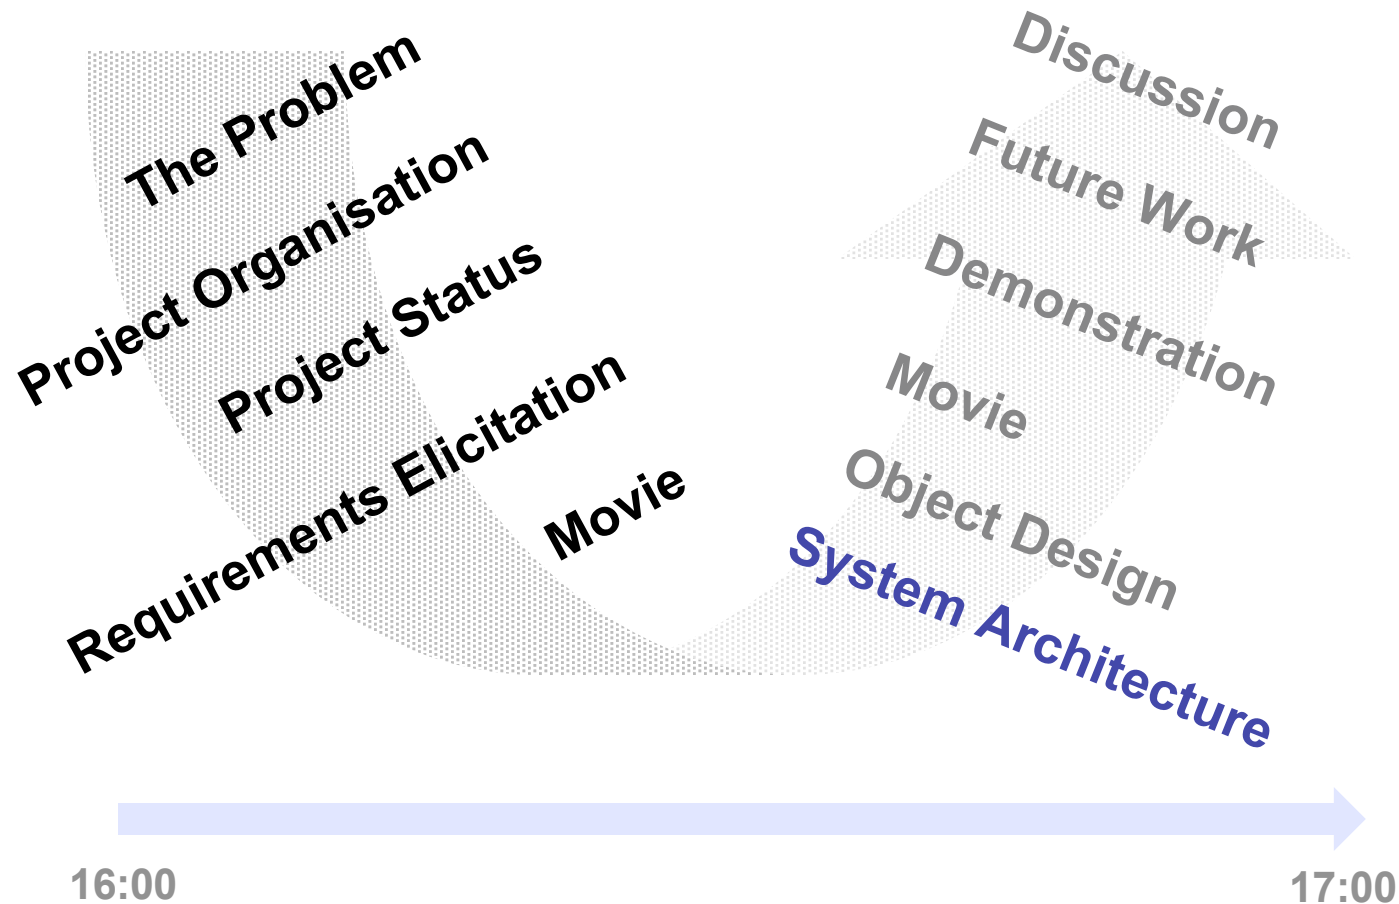 The Problem
Project Organisation
Project Status
Requirements Elicitation
Movie
System Architecture
Object Design
Movie
Demonstration
Future Work
Discussion
16:00
17:00